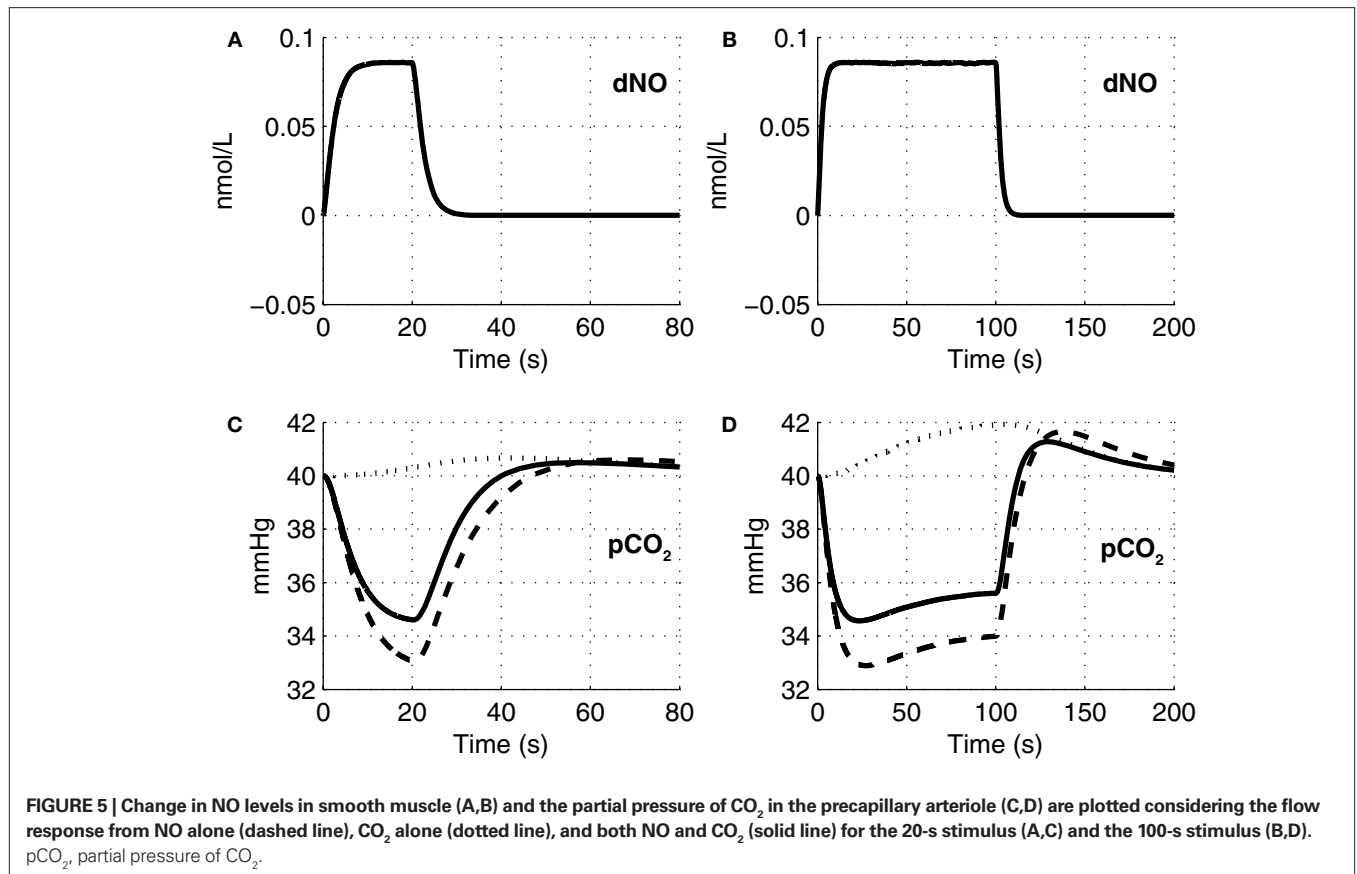 A
B
0.1
0.05
0
−0.05
nmol/L
dNO
0 20 40 60 80
Time (s)
0.1
0.05
0
−0.05
nmol/L
dNO
0 50 100 150 200
Time (s)
C
D
42
40
38
36
34
32
mmHg
pCO₂
0 20 40 60 80
Time (s)
42
40
38
36
34
32
mmHg
pCO₂
0 50 100 150 200
Time (s)
FIGURE 5 | Change in NO levels in smooth muscle (A,B) and the partial pressure of CO₂ in the precapillary arteriole (C,D) are plotted considering the flow
response from NO alone (dashed line), CO₂ alone (dotted line), and both NO and CO₂ (solid line) for the 20-s stimulus (A,C) and the 100-s stimulus (B,D).
pCO₂, partial pressure of CO₂.